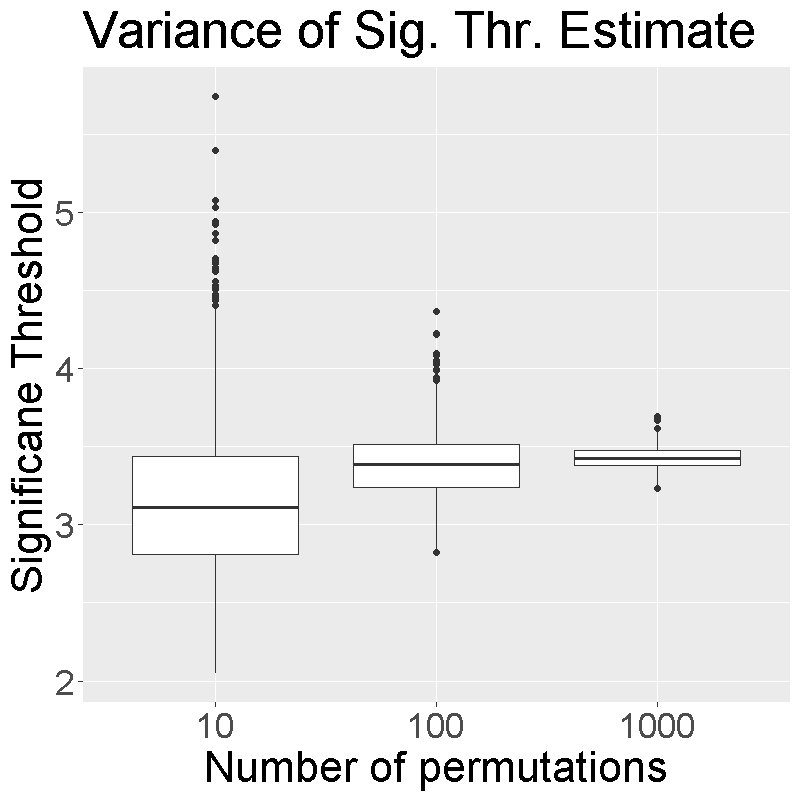 Variance of Sig. Thr. Estimate
Significane Threshold
5
4
3
2
10 100 1000
Number of permutations